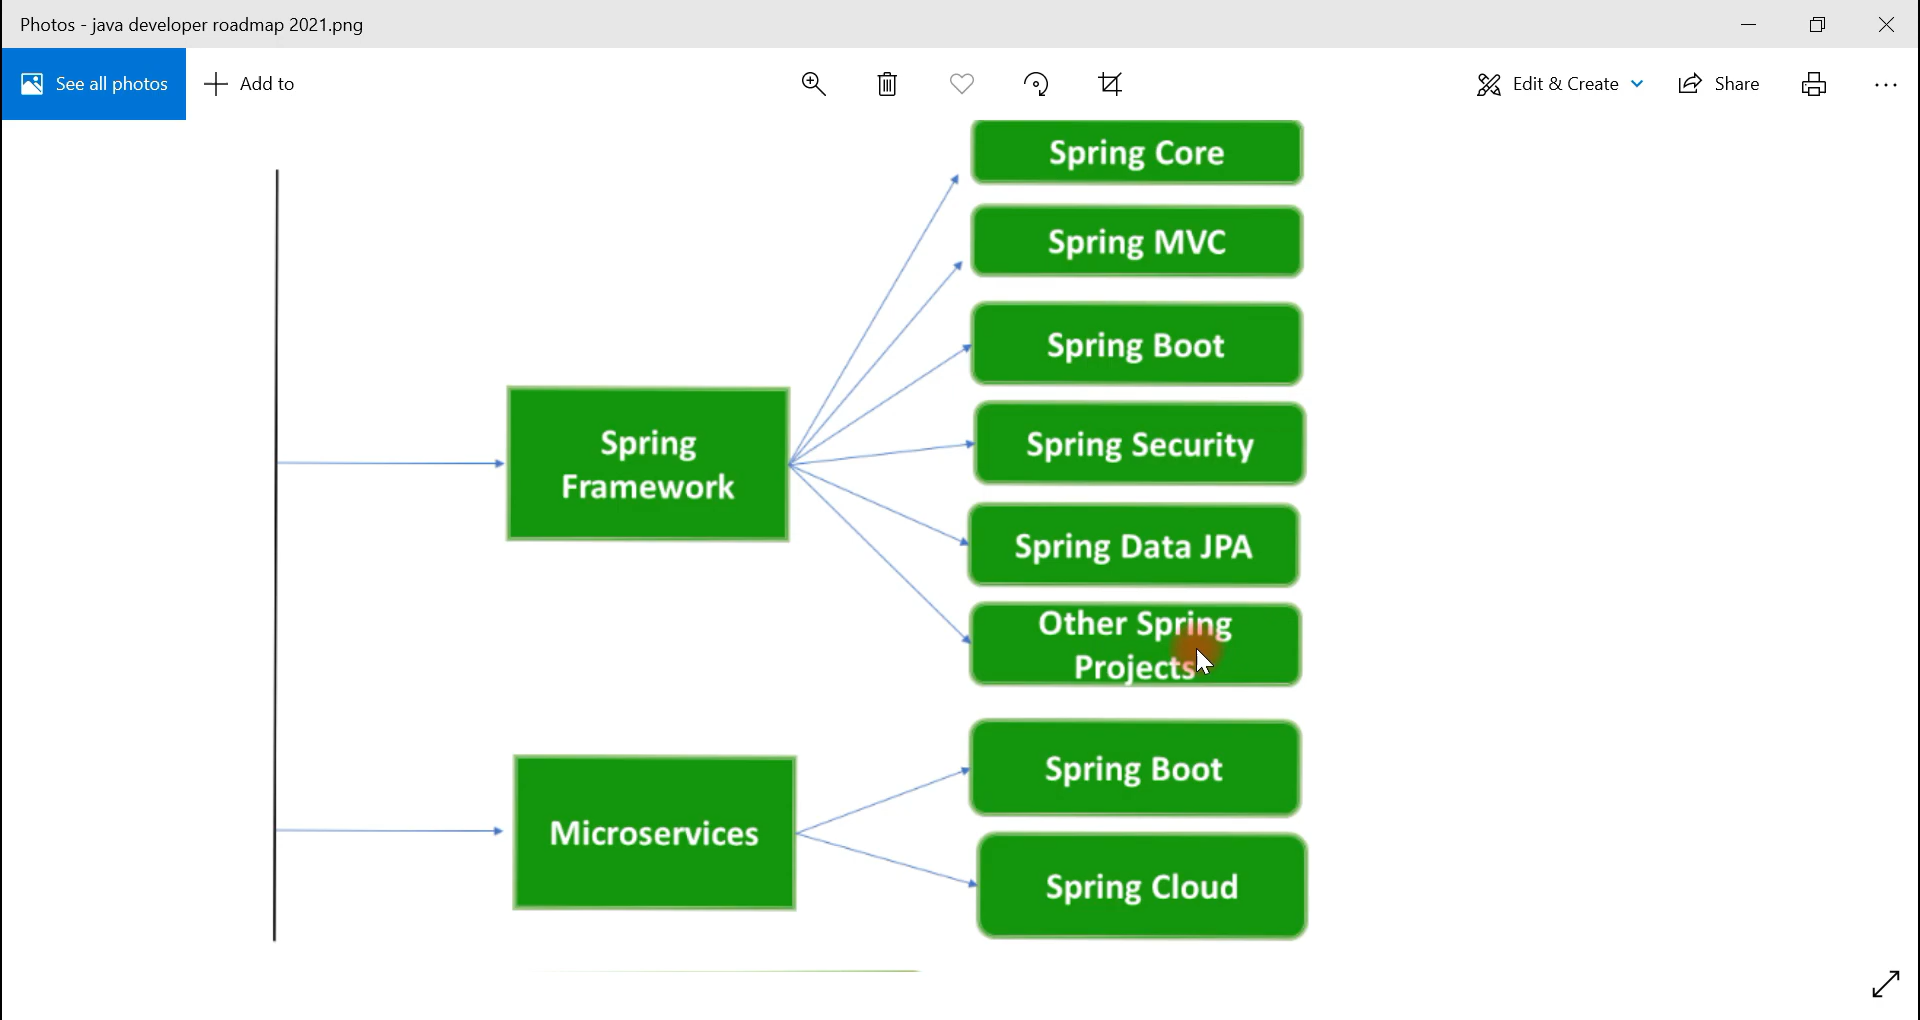 Photos - java developer roadmap 2021.png
See all photos
Add to
Edit & Create
Share
Spring Core
Spring MVC
Spring Boot
Spring
Framework
Spring Security
Spring Data JPA
Other Spring
Projects
Spring Boot
Microservices
Spring Cloud